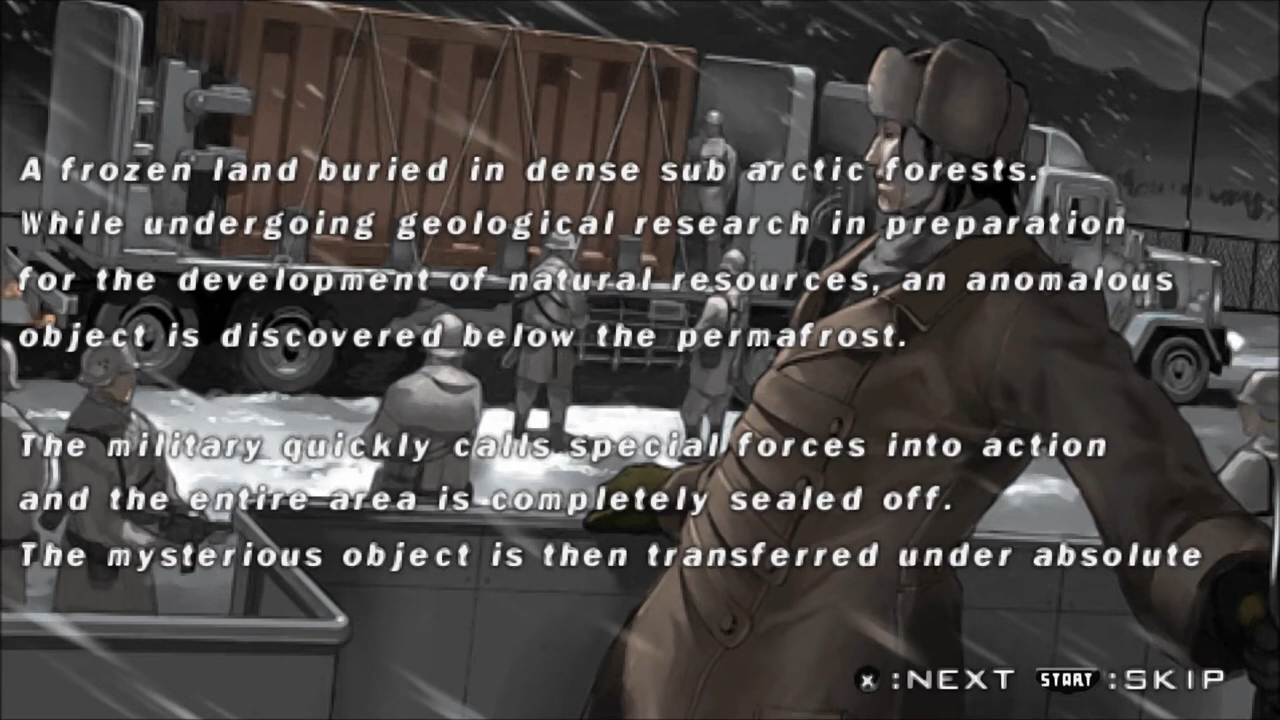 A frozen land buried in dense sub arctic forests.
While undergoing geological research in preparation
for the development of natural resources, an anomalous
object is discovered below the permafrost.
The military quickly calls special forces into action
and the entire area is completely sealed off.
The mysterious object is then transferred under absolute
X :NEXT START :SKIP